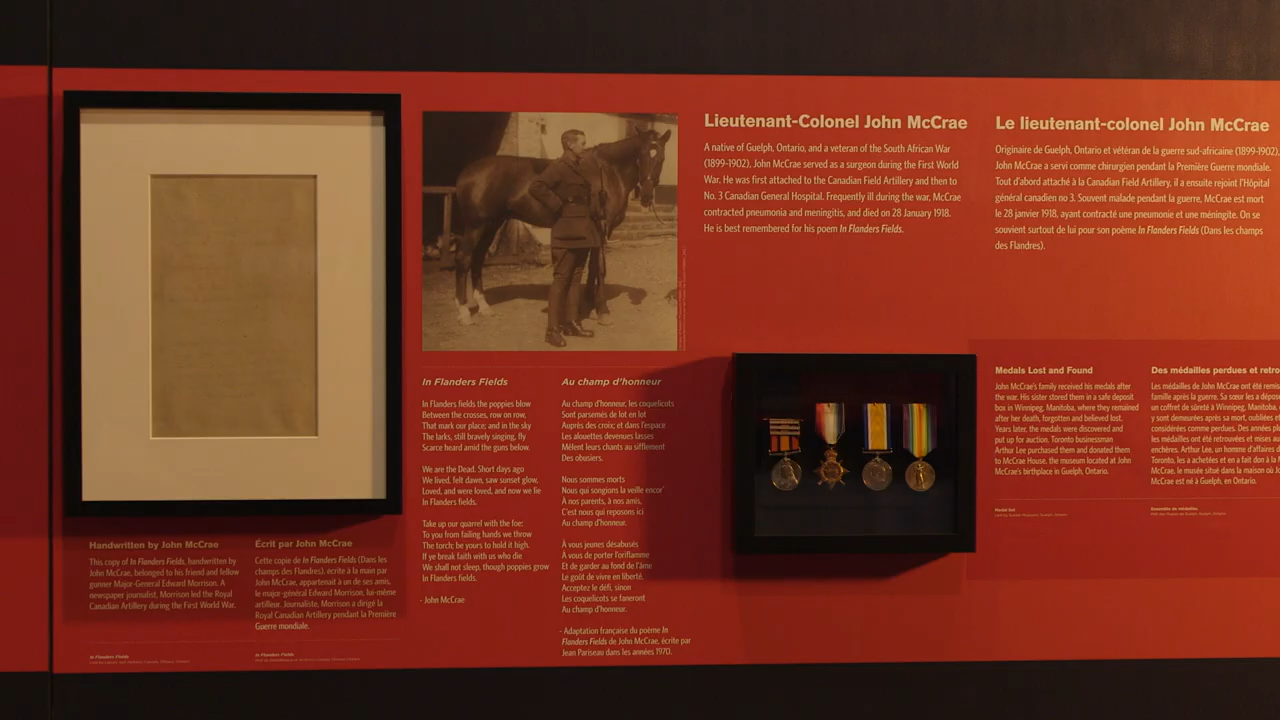 Lieutenant-Colonel John McCrae
A native of Guelph, Ontario, and a veteran of the South African War
(1899-1902), John McCrae served as a surgeon during the First World
War. He was first attached to the Canadian Field Artillery and then to
No. 3 Canadian General Hospital. Frequently ill during the war, McCrae
contracted pneumonia and meningitis, and died on 28 January 1918.
He is best remembered for his poem In Flanders Fields.
Le lieutenant-colonel John McCrae
Originaire de Guelph, Ontario et vétéran de la guerre sud-africaine (1899-1902),
John McCrae a servi comme chirurgien pendant la Première Guerre mondiale.
Tout d'abord attaché à la Canadian Field Artillery, il a ensuite rejoint l'Hôpital
général canadien no 3. Souvent malade pendant la guerre, McCrae est mort
le 28 janvier 1918, ayant contracté une pneumonie et une méningite. On se
souvient surtout de lui pour son poème In Flanders Fields (Dans les champs
des Flandres).
In Flanders Fields
In Flanders fields the poppies blow
Between the crosses, row on row,
That mark our place; and in the sky
The larks, still bravely singing, fly
Scarce heard amid the guns below.
We are the Dead. Short days ago
We lived, felt dawn, saw sunset glow,
Loved, and were loved, and now we lie
In Flanders fields.
Take up our quarrel with the foe:
To you from failing hands we throw
The torch; be yours to hold it high.
If ye break faith with us who die
We shall not sleep, though poppies grow
In Flanders fields.
- John McCrae
Au champ d'honneur
Au champ d'honneur, les coquelicots
Sont parsemés de lot en lot
Auprès des croix; et dans l'espace
Les alouettes devenues lasses
Mêlent leurs chants au sifflement
Des obusiers.
Nous sommes morts
Nous qui songions la veille encor'
À nos parents, à nos amis,
C'est nous qui reposons ici
Au champ d'honneur.
À vous jeunes désabusés
À vous de porter l'oriflamme
Et de garder au fond de l'âme
Le goût de vivre en liberté.
Acceptez le défi, sinon
Les coquelicots se faneront
Au champ d'honneur.
- Adaptation française du poème In
Flanders Fields de John McCrae, écrite par
Jean Pariseau dans les années 1970.
Medals Lost and Found
John McCrae's family received his medals after
the war. His sister stored them in a safe deposit
box in Winnipeg, Manitoba, where they remained
after her death, forgotten and believed lost.
Years later, the medals were discovered and
put up for auction. Toronto businessman
Arthur Lee purchased them and donated them
to McCrae House, the museum located at John
McCrae's birthplace in Guelph, Ontario.
Medal Set
Des médailles perdues et retro
Les médailles de John McCrae ont été remis
famille après la guerre. Sa sœur les a dépos
un coffret de sûreté à Winnipeg, Manitoba,
y sont demeurées après sa mort, oubliées et
considérées comme perdues. Des années plu
les médailles ont été retrouvées et mises au
enchères. Arthur Lee, un homme d'affaires d
Toronto, les a achetées et en a fait don à la M
McCrae, le musée situé dans la maison où Jo
McCrae est né à Guelph, en Ontario.
Ensemble de médailles
Handwritten by John McCrae
This copy of In Flanders Fields, handwritten by
John McCrae, belonged to his friend and fellow
gunner Major-General Edward Morrison. A
newspaper journalist, Morrison led the Royal
Canadian Artillery during the First World War.
In Flanders Fields
Écrit par John McCrae
Cette copie de In Flanders Fields (Dans les
champs des Flandres), écrite à la main par
John McCrae, appartenait à un de ses amis,
le major-général Edward Morrison, lui-même
artilleur. Journaliste, Morrison a dirigé la
Royal Canadian Artillery pendant la Première
Guerre mondiale.
In Flanders Fields